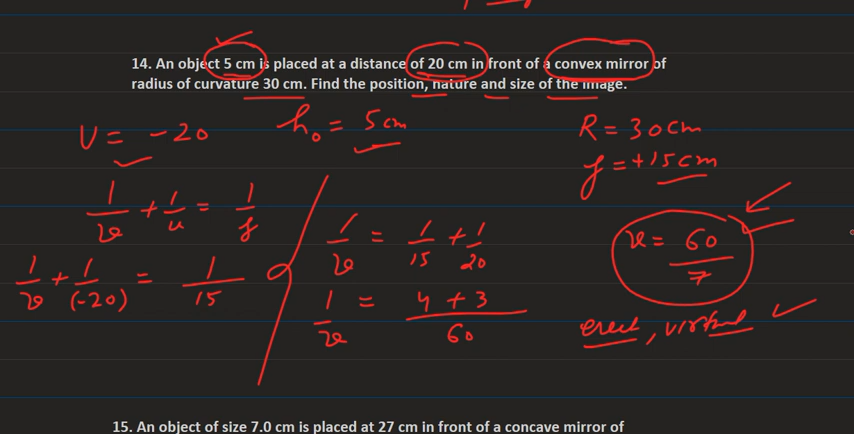 14. An object 5 cm is placed at a distance of 20 cm in front of a convex mirror of
radius of curvature 30 cm. Find the position, nature and size of the image.
U = -20
h₀ = 5 cm
R = 30 cm
f = +15 cm
1/v + 1/u = 1/f
1/v + 1/(-20) = 1/15
1/v = 1/15 + 1/20
1/v = 4 + 3/60
v = 60/7
erect, virtual
15. An object of size 7.0 cm is placed at 27 cm in front of a concave mirror of